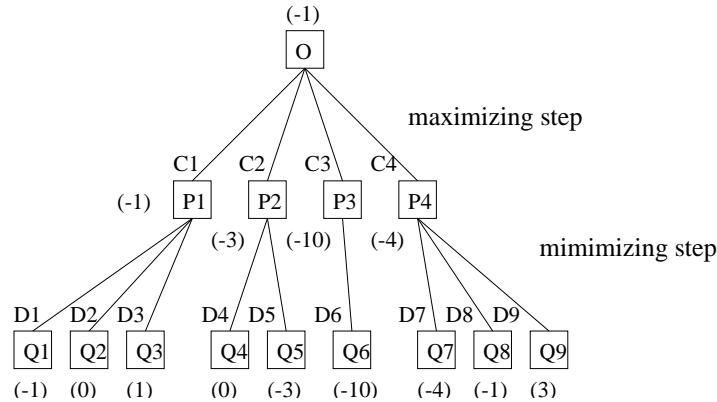 (-1)
O
maximizing step
C1 C2 C3 C4
(-1) P1 P2 P3 P4
(-3) (-10) (-4)
mimimizing step
D1 D2 D3 D4 D5 D6 D7 D8 D9
Q1 Q2 Q3 Q4 Q5 Q6 Q7 Q8 Q9
(-1) (0) (1) (0) (-3) (-10) (-4) (-1) (3)